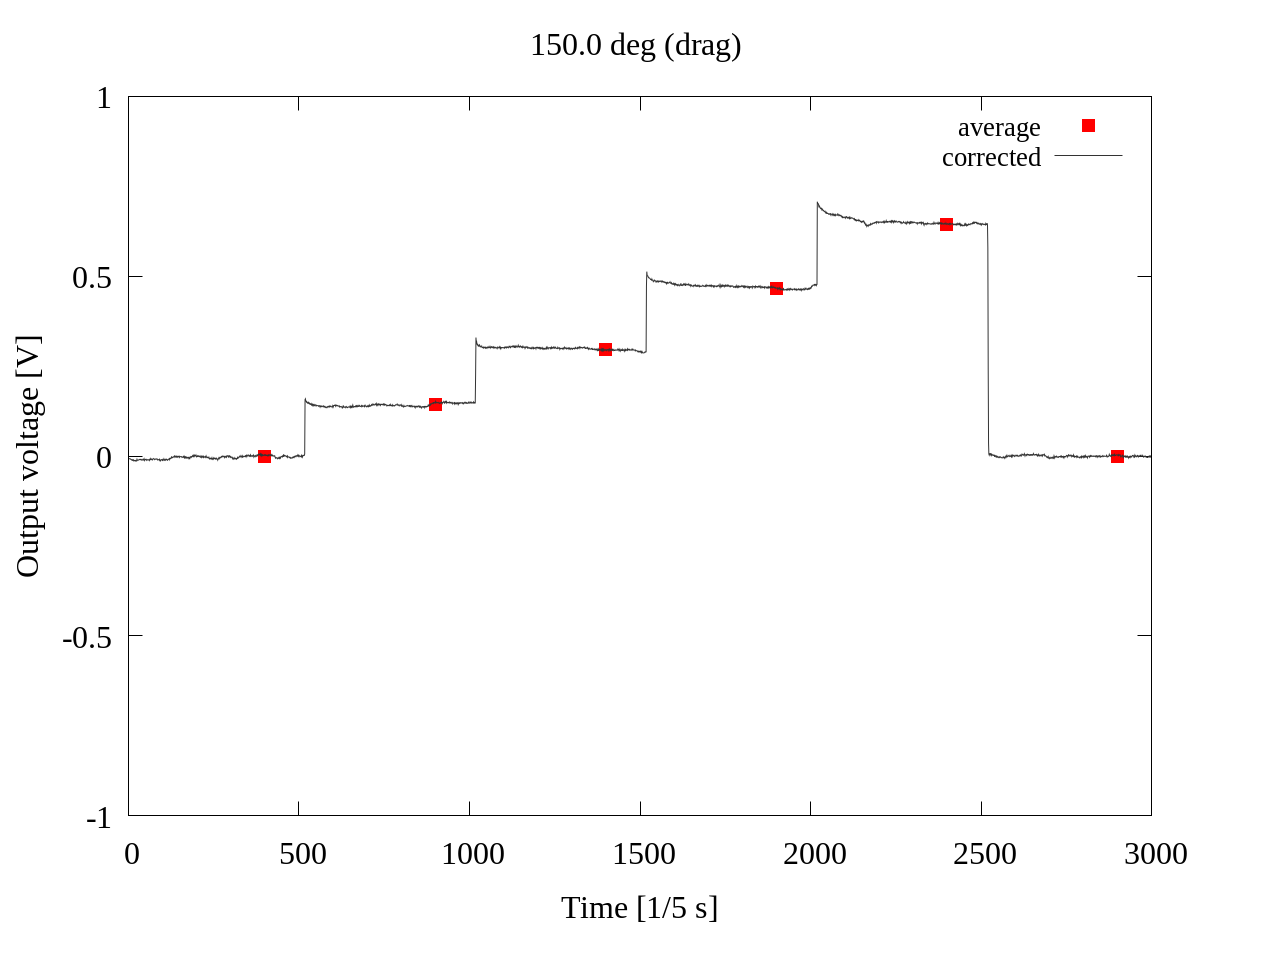 150.0 deg (drag)
average
corrected
1
0.5
0
-0.5
-1
Output voltage [V]
0 500 1000 1500 2000 2500 3000
Time [1/5 s]